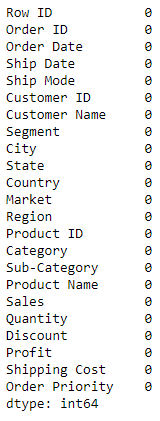 Row ID 0
Order ID 0
Order Date 0
Ship Date 0
Ship Mode 0
Customer ID 0
Customer Name 0
Segment 0
City 0
State 0
Country 0
Market 0
Region 0
Product ID 0
Category 0
Sub-Category 0
Product Name 0
Sales 0
Quantity 0
Discount 0
Profit 0
Shipping Cost 0
Order Priority 0
dtype: int64